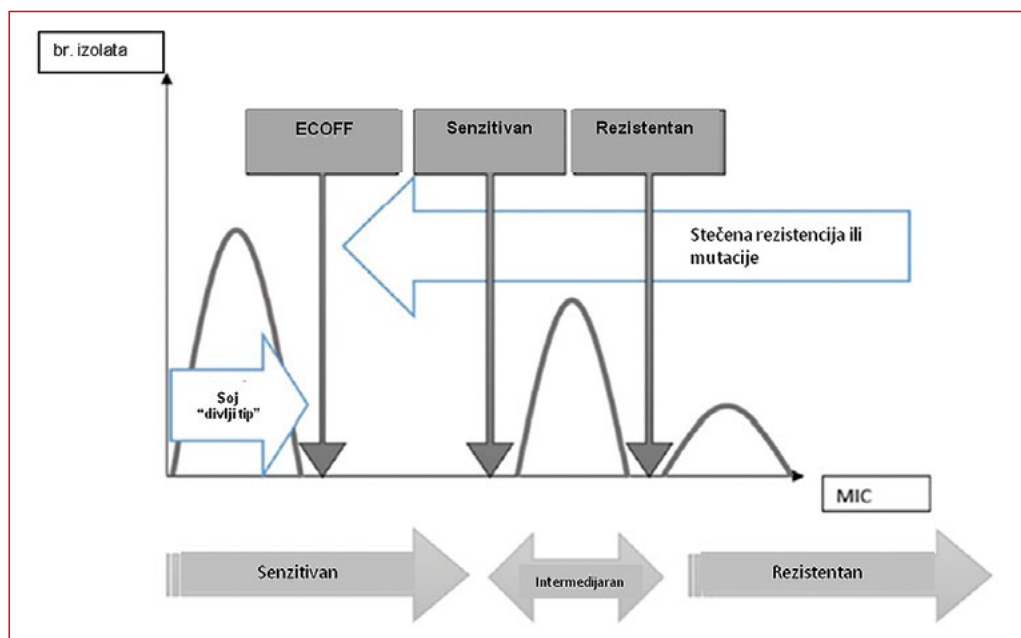 br. izolata
ECOFF
Senzitivan
Rezistentan
Stečena rezistencija ili
mutacije
Soj
“divlji tip”
MIC
Senzitivan
Intermedijaran
Rezistentan